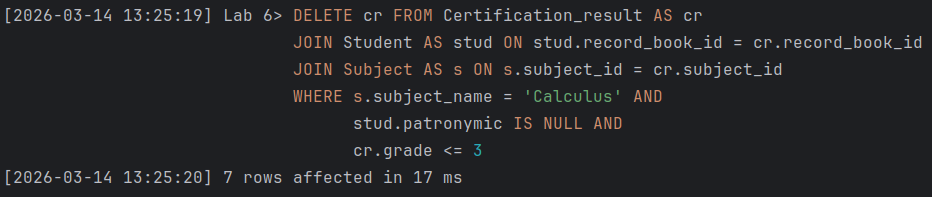 [2026-03-14 13:25:19] Lab 6> DELETE cr FROM Certification_result AS cr
JOIN Student AS stud ON stud.record_book_id = cr.record_book_id
JOIN Subject AS s ON s.subject_id = cr.subject_id
WHERE s.subject_name = 'Calculus' AND
stud.patronymic IS NULL AND
cr.grade <= 3
[2026-03-14 13:25:20] 7 rows affected in 17 ms